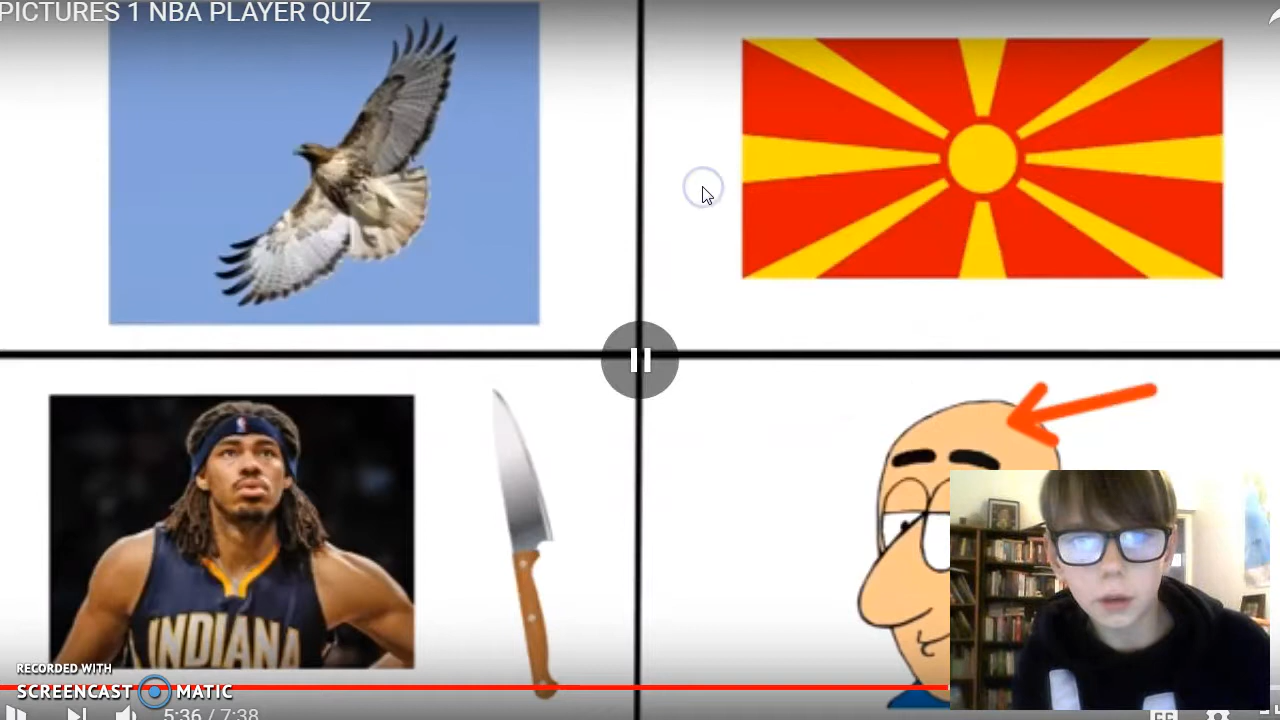 PICTURES 1 NBA PLAYER QUIZ
INDIANA
RECORDED WITH
SCREENCAST MATIC
5:36 / 7:38